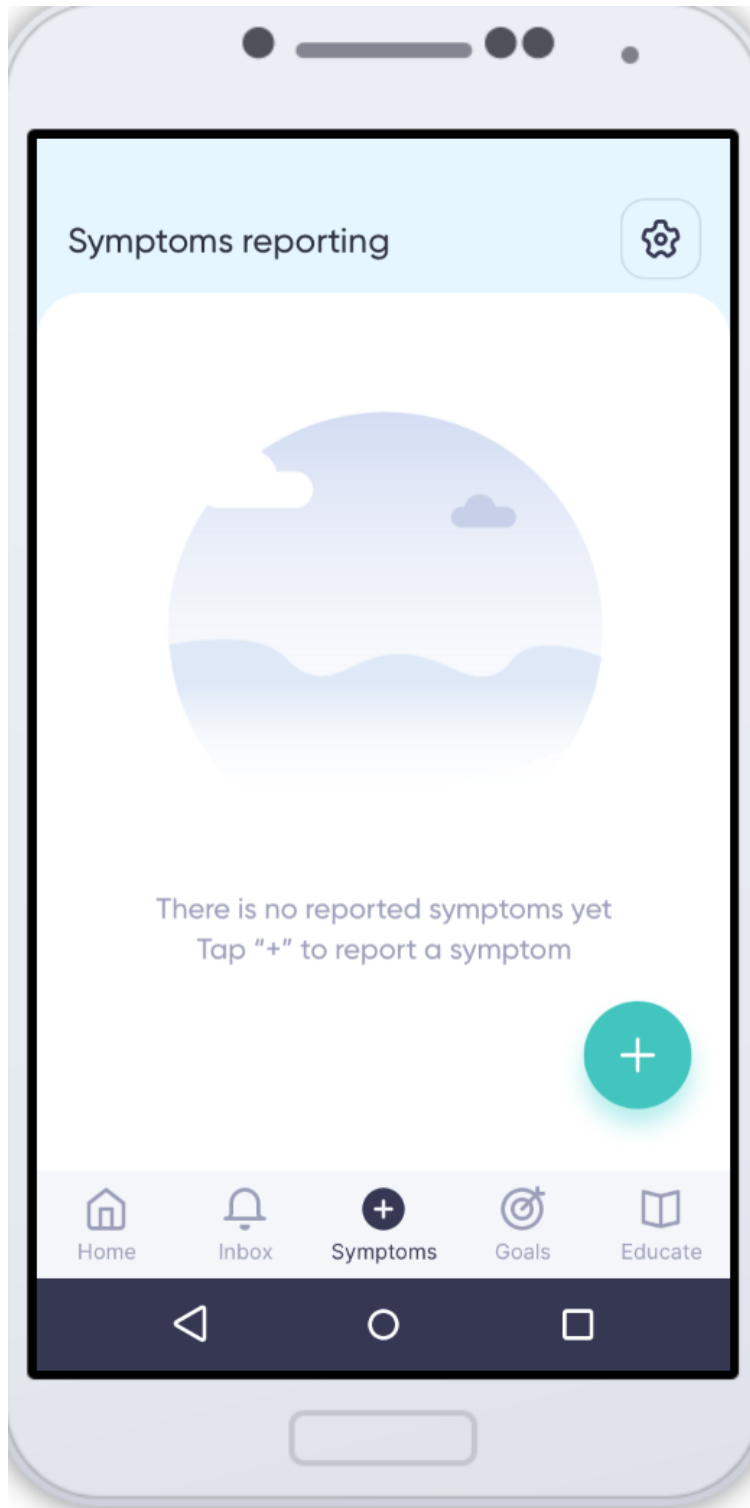 Symptoms reporting
There is no reported symptoms yet
Tap “+” to report a symptom
Home
Inbox
Symptoms
Goals
Educate